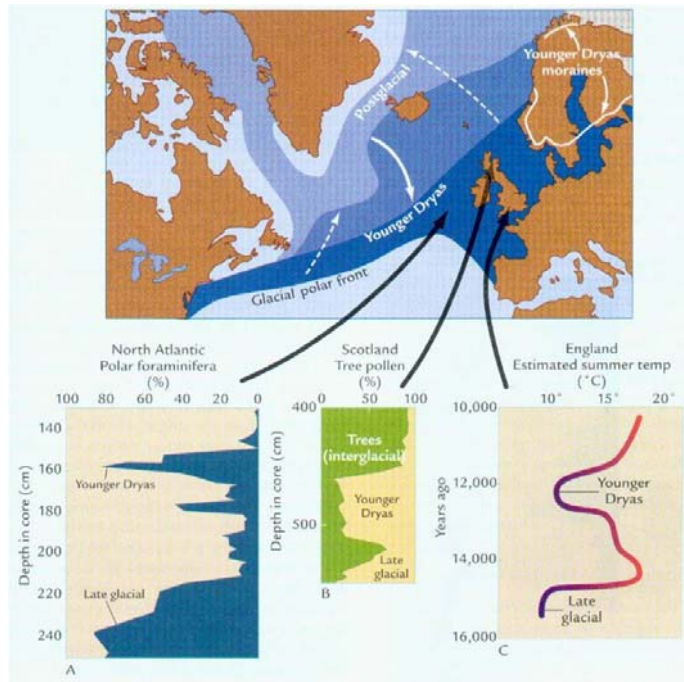 Younger Dryas
moraines
Postglacial
Younger Dryas
Glacial polar front
North Atlantic
Polar foraminifera
(%)
100 80 60 40 20 0
Depth in core (cm)
140
160
180
200
220
240
Younger Dryas
Late glacial
A
Scotland
Tree pollen
(%)
0 50 100
Depth in core (cm)
400
500
Trees
(interglacial)
Younger
Dryas
Late
glacial
B
England
Estimated summer temp
(°C)
10° 15° 20°
Years ago
10,000
12,000
14,000
16,000
Younger
Dryas
Late
glacial
C